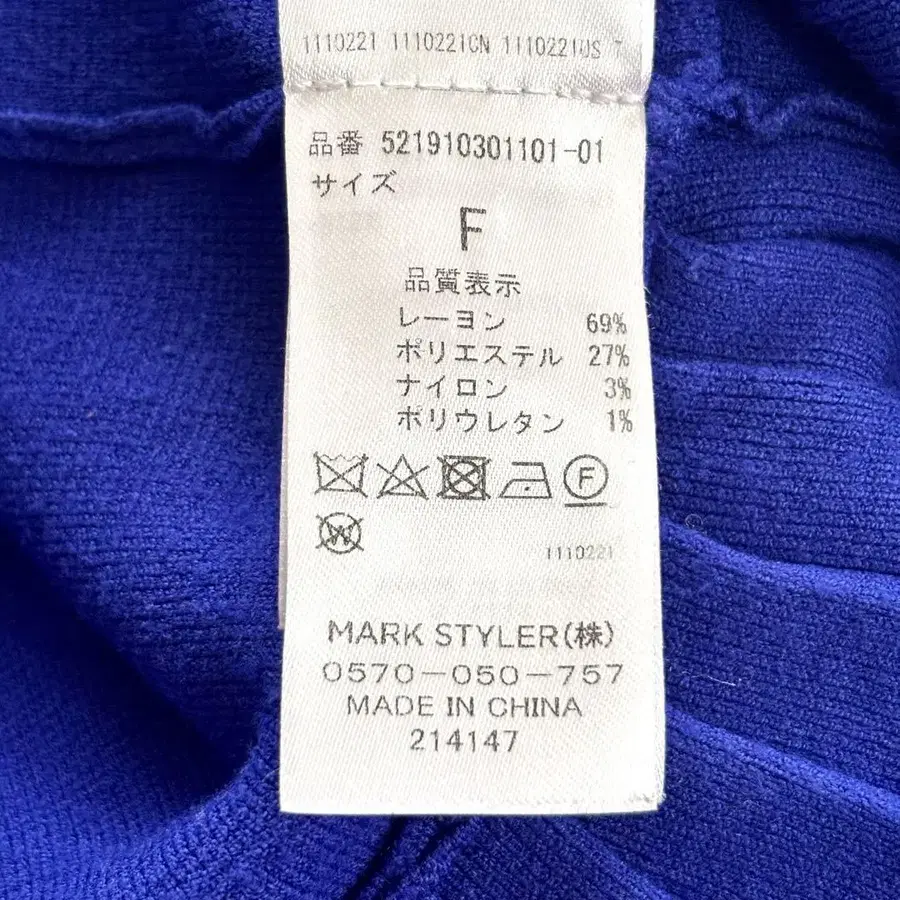 1110221 1110221CN 1110221US
品番 521910301101-01
サイズ
F
品質表示
レーヨン 69%
ポリエステル 27%
ナイロン 3%
ポリウレタン 1%
F
W
1110221
MARK STYLER(株)
0570-050-757
MADE IN CHINA
214147